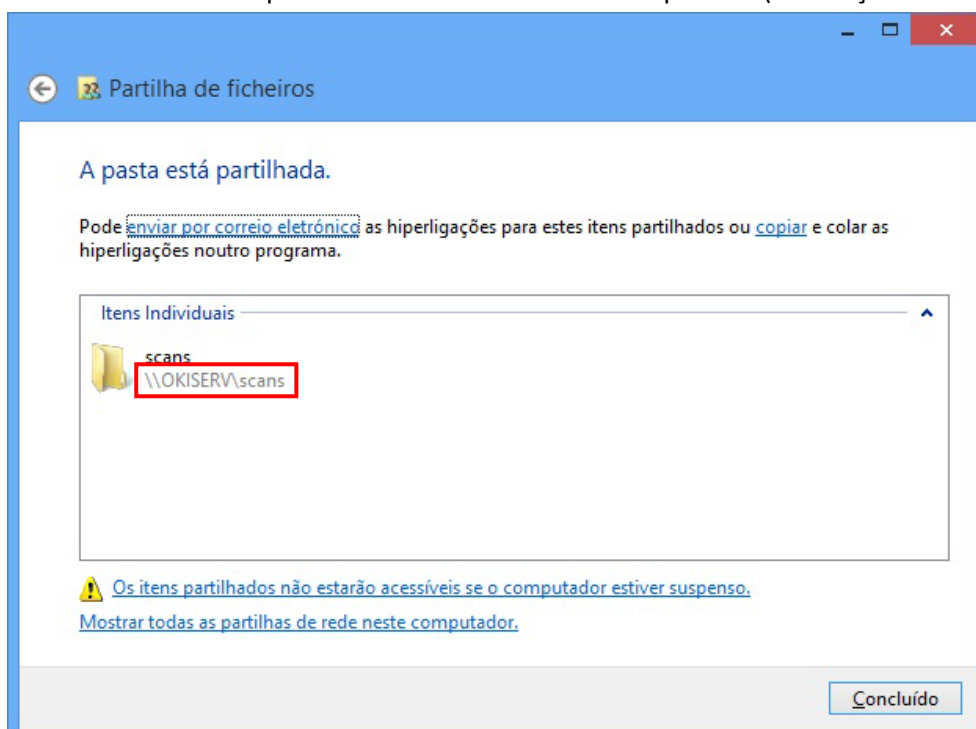 Partilha de ficheiros
A pasta está partilhada.
Pode enviar por correio eletrónico as hiperligações para estes itens partilhados ou copiar e colar as
hiperligações noutro programa.
Itens Individuais
scans
\\OKISERV\scans
Os itens partilhados não estarão acessíveis se o computador estiver suspenso.
Mostrar todas as partilhas de rede neste computador.
Concluído